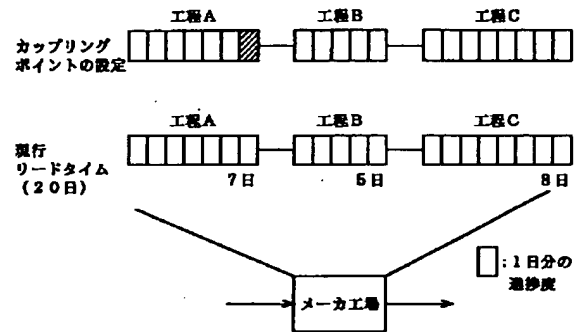 工程A 工程B 工程C
カップリング
ポイントの設定
工程A 工程B 工程C
現行
リードタイム
(20日)
7日 5日 8日
:1日分の
進捗度
メーカ工場